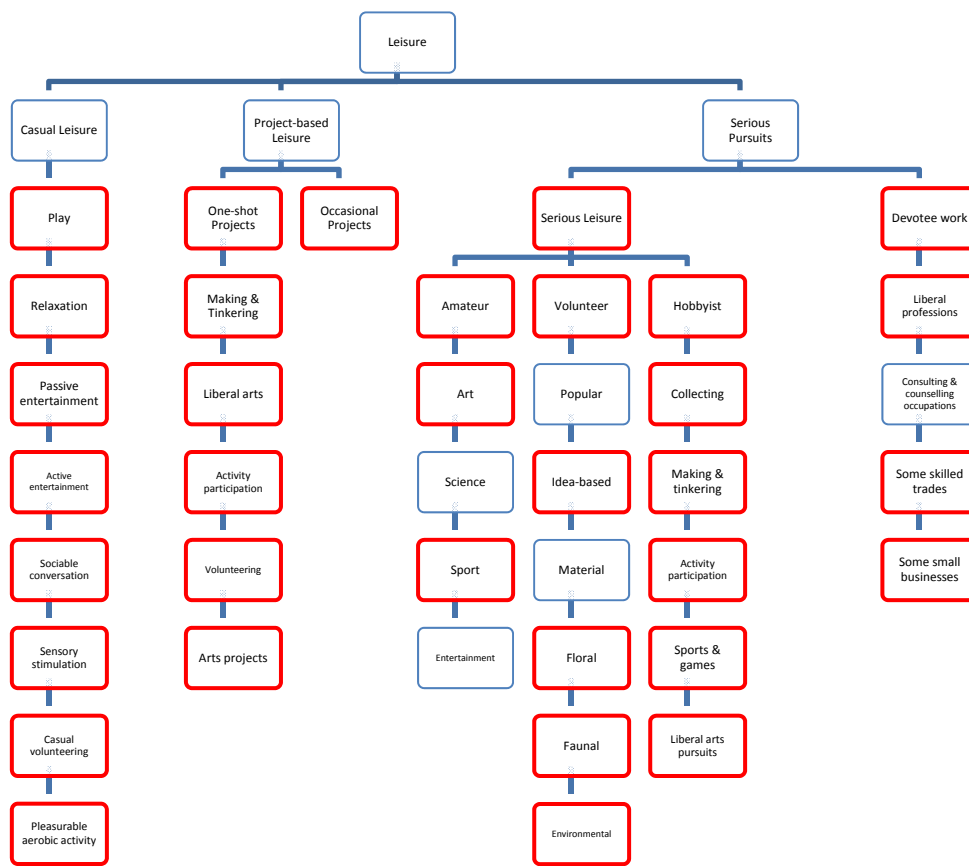 Leisure
Casual Leisure
Project-based
Leisure
Serious
Pursuits
Play
One-shot
Projects
Occasional
Projects
Serious Leisure
Devotee work
Relaxation
Making &
Tinkering
Amateur
Volunteer
Hobbyist
Liberal
professions
Passive
entertainment
Liberal arts
Art
Popular
Collecting
Consulting &
counselling
occupations
Active
entertainment
Activity
participation
Science
Idea-based
Making &
tinkering
Some skilled
trades
Sociable
conversation
Volunteering
Sport
Material
Activity
participation
Some small
businesses
Sensory
stimulation
Arts projects
Entertainment
Floral
Sports &
games
Casual
volunteering
Faunal
Liberal arts
pursuits
Pleasurable
aerobic activity
Environmental